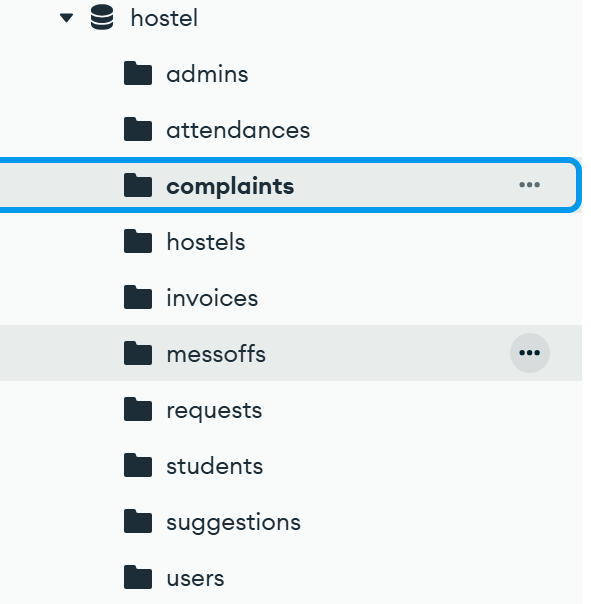 hostel
admins
attendances
complaints
hostels
invoices
messoffs
requests
students
suggestions
users